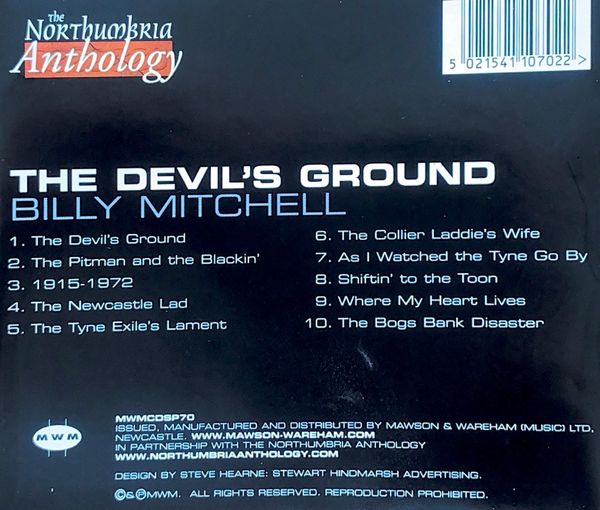 the
NORTHUMBRIA
Anthology
5 021541 107022 >
THE DEVIL'S GROUND
BILLY MITCHELL
1. The Devil's Ground
2. The Pitman and the Blackin'
3. 1915-1972
4. The Newcastle Lad
5. The Tyne Exile's Lament
6. The Collier Laddie's Wife
7. As I Watched the Tyne Go By
8. Shiftin' to the Toon
9. Where My Heart Lives
10. The Bogs Bank Disaster
MWM
MWMCDSP70
ISSUED, MANUFACTURED AND DISTRIBUTED BY MAWSON & WAREHAM (MUSIC) LTD,
NEWCASTLE. WWW.MAWSON-WAREHAM.COM
IN PARTNERSHIP WITH THE NORTHUMBRIA ANTHOLOGY
WWW.NORTHUMBRIAANTHOLOGY.COM
DESIGN BY STEVE HEARNE: STEWART HINDMARSH ADVERTISING.
©&℗MWM. ALL RIGHTS RESERVED. REPRODUCTION PROHIBITED.